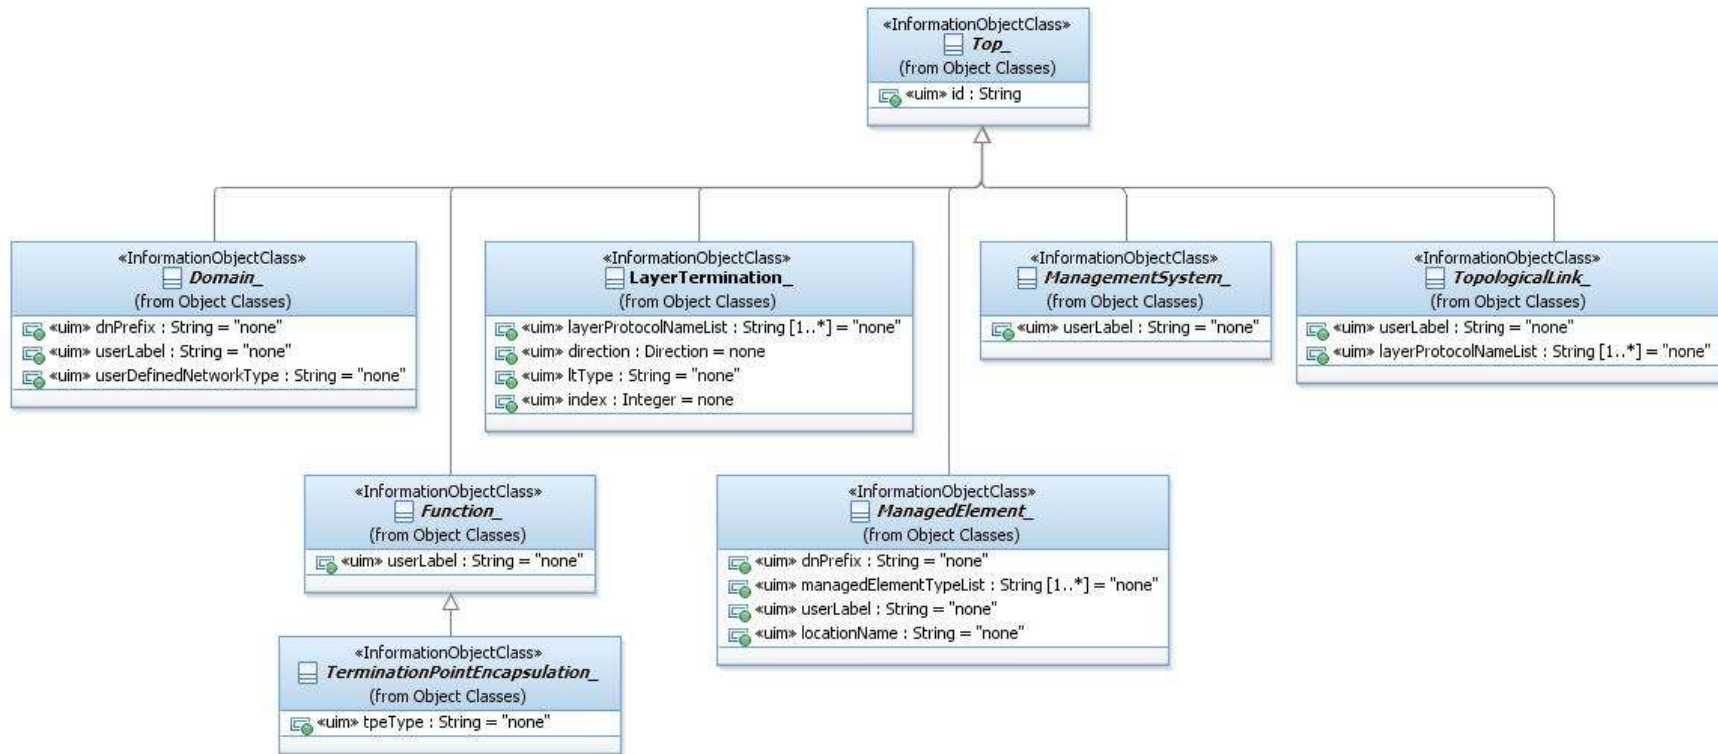 «InformationObjectClass»
Top_
(from Object Classes)
«uim» id : String
«InformationObjectClass»
Domain_
(from Object Classes)
«uim» dnPrefix : String = "none"
«uim» userLabel : String = "none"
«uim» userDefinedNetworkType : String = "none"
«InformationObjectClass»
LayerTermination_
(from Object Classes)
«uim» layerProtocolNameList : String [1..*] = "none"
«uim» direction : Direction = none
«uim» ltType : String = "none"
«uim» index : Integer = none
«InformationObjectClass»
ManagementSystem_
(from Object Classes)
«uim» userLabel : String = "none"
«InformationObjectClass»
TopologicalLink_
(from Object Classes)
«uim» userLabel : String = "none"
«uim» layerProtocolNameList : String [1..*] = "none"
«InformationObjectClass»
Function_
(from Object Classes)
«uim» userLabel : String = "none"
«InformationObjectClass»
ManagedElement_
(from Object Classes)
«uim» dnPrefix : String = "none"
«uim» managedElementTypeList : String [1..*] = "none"
«uim» userLabel : String = "none"
«uim» locationName : String = "none"
«InformationObjectClass»
TerminationPointEncapsulation_
(from Object Classes)
«uim» tpeType : String = "none"